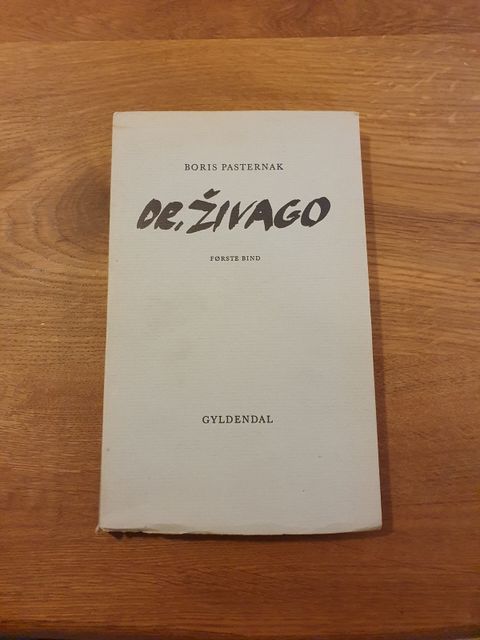 BORIS PASTERNAK
DR. ŽIVAGO
FØRSTE BIND
GYLDENDAL